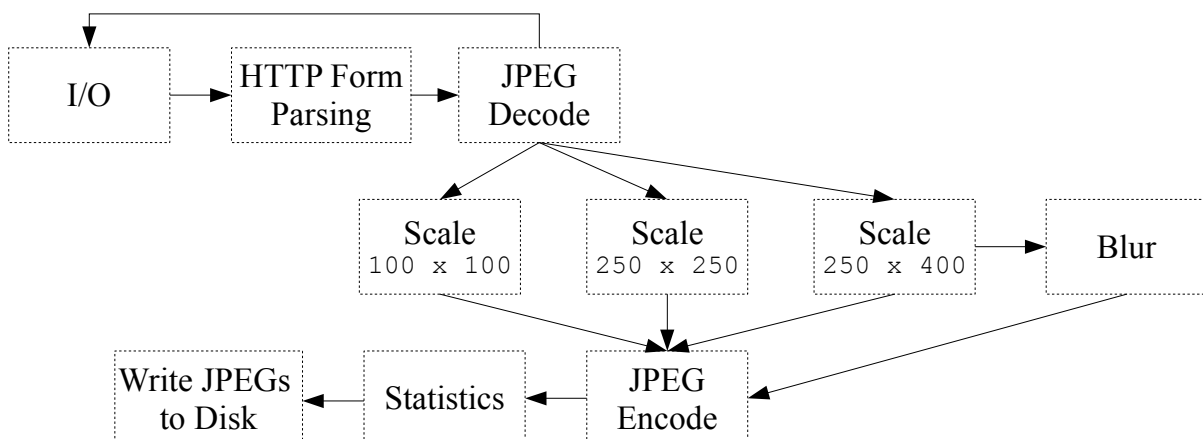 I/O
HTTP Form
Parsing
JPEG
Decode
Scale
100 x 100
Scale
250 x 250
Scale
250 x 400
Blur
Write JPEGs
to Disk
Statistics
JPEG
Encode